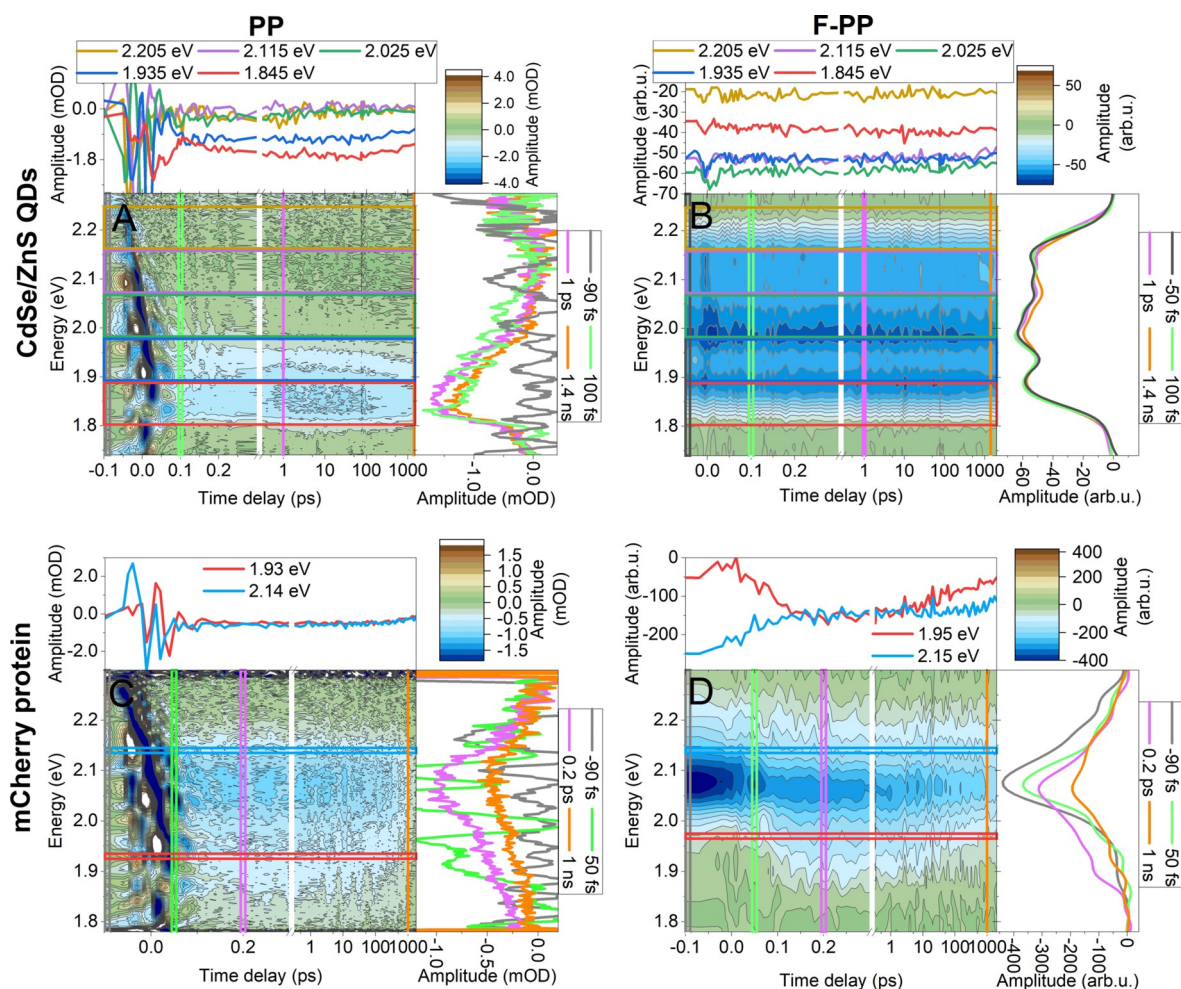 PP
F-PP
2.205 eV 2.115 eV 2.025 eV
1.935 eV 1.845 eV
2.205 eV 2.115 eV 2.025 eV
1.935 eV 1.845 eV
CdSe/ZnS QDs
Amplitude (mOD)
0.0
-1.8
4.0
2.0
0.0
-2.0
-4.0
Amplitude (mOD)
Amplitude (arb.u.)
-20
-30
-40
-50
-60
-70
50
0
-50
Amplitude
(arb.u.)
A
Energy (eV)
2.2
2.1
2.0
1.9
1.8
-0.1 0.0 0.1 0.2 1 10 100 1000
Time delay (ps)
-1.0 0.0
Amplitude (mOD)
-90 fs 100 fs
1 ps 1.4 ns
B
Energy (eV)
2.2
2.1
2.0
1.9
1.8
0.0 0.1 0.2 1 10 100 1000
Time delay (ps)
-60 -40 -20 0
Amplitude (arb.u.)
-50 fs 100 fs
1 ps 1.4 ns
mCherry protein
Amplitude (mOD)
2.0
0.0
-2.0
1.93 eV
2.14 eV
1.5
1.0
0.5
0.0
-0.5
-1.0
-1.5
Amplitude
(mOD)
Amplitude (arb.u.)
0
-100
-200
1.95 eV
2.15 eV
400
200
0
-200
-400
Amplitude
(arb.u.)
C
Energy (eV)
2.2
2.1
2.0
1.9
1.8
0.0 0.2 1 10 100 1000
Time delay (ps)
-1.0 -0.5 0.0
Amplitude (mOD)
-90 fs 50 fs
0.2 ps 1 ns
D
Energy (eV)
2.2
2.1
2.0
1.9
1.8
-0.1 0.0 0.1 0.2 1 10 100 1000
Time delay (ps)
-400 -300 -200 -100 0
Amplitude (arb.u.)
-90 fs 50 fs
0.2 ps 1 ns